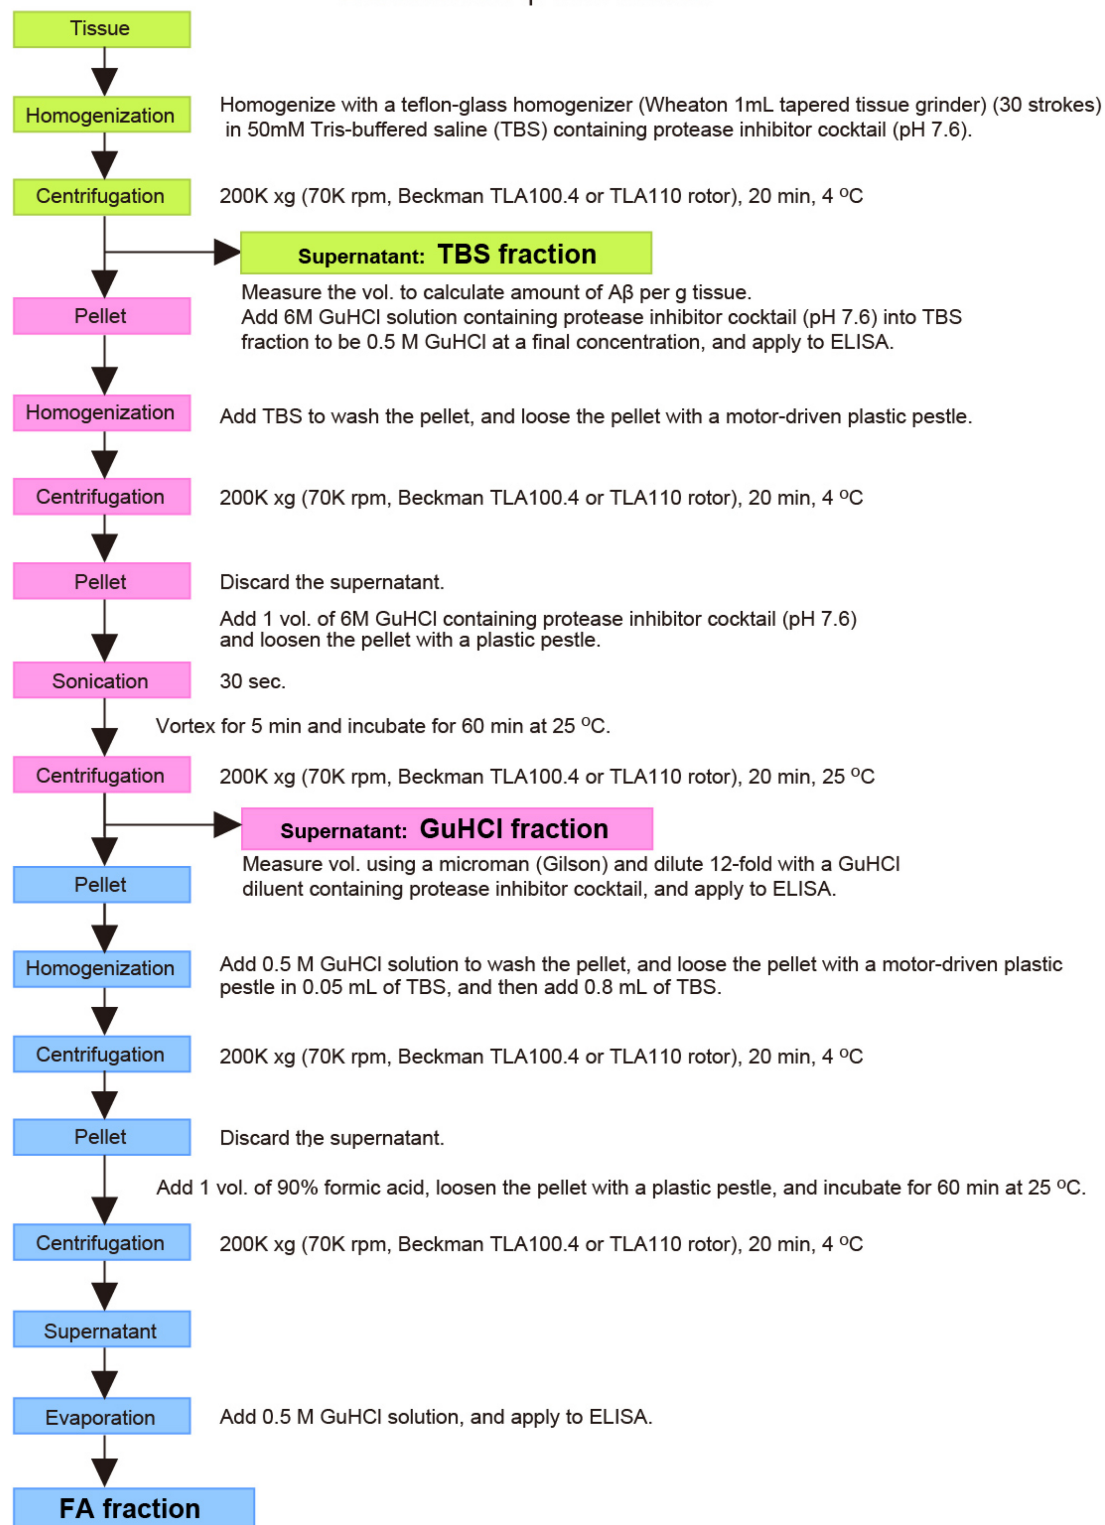 Tissue
Homogenization
Homogenize with a teflon-glass homogenizer (Wheaton 1mL tapered tissue grinder) (30 strokes)
in 50mM Tris-buffered saline (TBS) containing protease inhibitor cocktail (pH 7.6).
Centrifugation
200K xg (70K rpm, Beckman TLA100.4 or TLA110 rotor), 20 min, 4 ºC
Supernatant: TBS fraction
Measure the vol. to calculate amount of Aβ per g tissue.
Add 6M GuHCl solution containing protease inhibitor cocktail (pH 7.6) into TBS
fraction to be 0.5 M GuHCl at a final concentration, and apply to ELISA.
Pellet
Homogenization
Add TBS to wash the pellet, and loose the pellet with a motor-driven plastic pestle.
Centrifugation
200K xg (70K rpm, Beckman TLA100.4 or TLA110 rotor), 20 min, 4 ºC
Pellet
Discard the supernatant.
Add 1 vol. of 6M GuHCl containing protease inhibitor cocktail (pH 7.6)
and loosen the pellet with a plastic pestle.
Sonication
30 sec.
Vortex for 5 min and incubate for 60 min at 25 ºC.
Centrifugation
200K xg (70K rpm, Beckman TLA100.4 or TLA110 rotor), 20 min, 25 ºC
Supernatant: GuHCl fraction
Measure vol. using a microman (Gilson) and dilute 12-fold with a GuHCl
diluent containing protease inhibitor cocktail, and apply to ELISA.
Pellet
Homogenization
Add 0.5 M GuHCl solution to wash the pellet, and loose the pellet with a motor-driven plastic
pestle in 0.05 mL of TBS, and then add 0.8 mL of TBS.
Centrifugation
200K xg (70K rpm, Beckman TLA100.4 or TLA110 rotor), 20 min, 4 ºC
Pellet
Discard the supernatant.
Add 1 vol. of 90% formic acid, loosen the pellet with a plastic pestle, and incubate for 60 min at 25 ºC.
Centrifugation
200K xg (70K rpm, Beckman TLA100.4 or TLA110 rotor), 20 min, 4 ºC
Supernatant
Evaporation
Add 0.5 M GuHCl solution, and apply to ELISA.
FA fraction